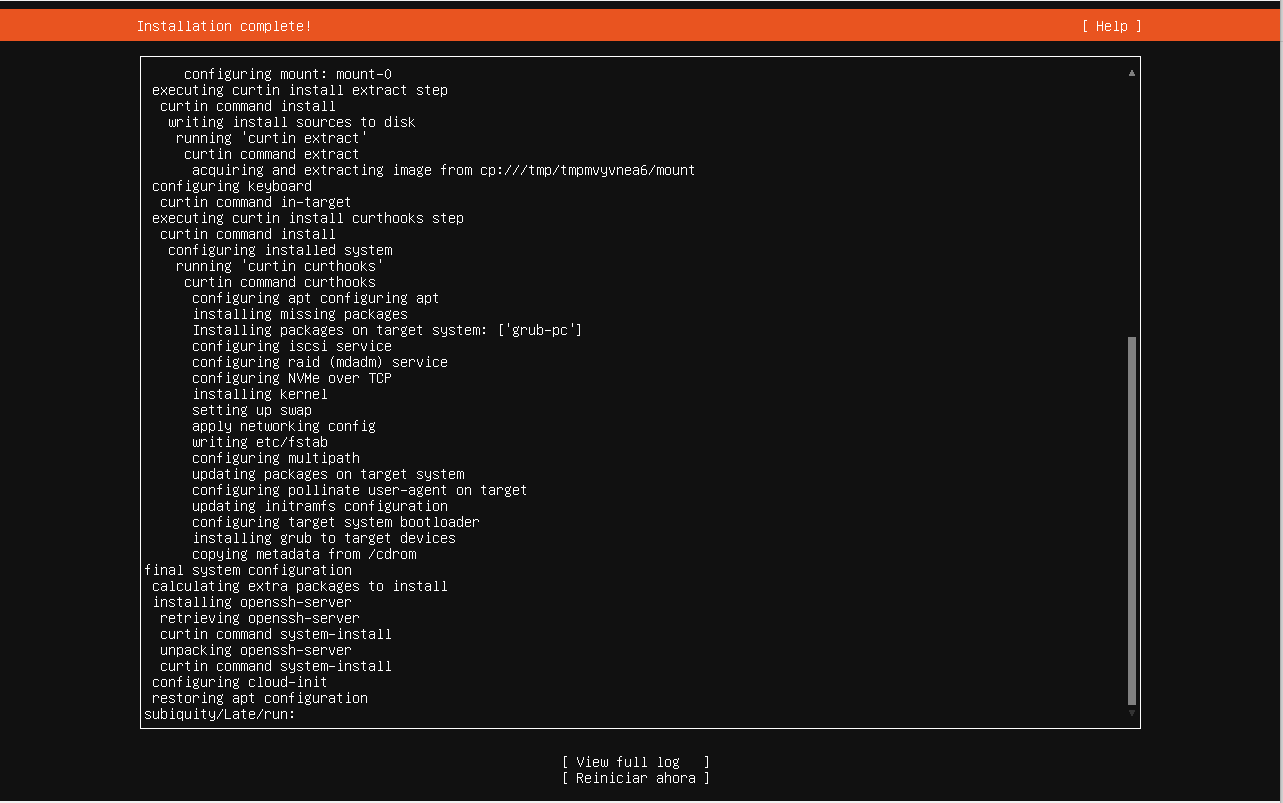 Installation complete! [ Help ]
configuring mount: mount-0
executing curtin install extract step
curtin command install
writing install sources to disk
running 'curtin extract'
curtin command extract
acquiring and extracting image from cp:///tmp/tmpmvyvnea6/mount
configuring keyboard
curtin command in-target
executing curtin install curthooks step
curtin command install
configuring installed system
running 'curtin curthooks'
curtin command curthooks
configuring apt configuring apt
installing missing packages
Installing packages on target system: ['grub-pc']
configuring iscsi service
configuring raid (mdadm) service
configuring NVMe over TCP
installing kernel
setting up swap
apply networking config
writing etc/fstab
configuring multipath
updating packages on target system
configuring pollinate user-agent on target
updating initramfs configuration
configuring target system bootloader
installing grub to target devices
copying metadata from /cdrom
final system configuration
calculating extra packages to install
installing openssh-server
retrieving openssh-server
curtin command system-install
unpacking openssh-server
curtin command system-install
configuring cloud-init
restoring apt configuration
subiquity/Late/run:
[ View full log ]
[ Reiniciar ahora ]